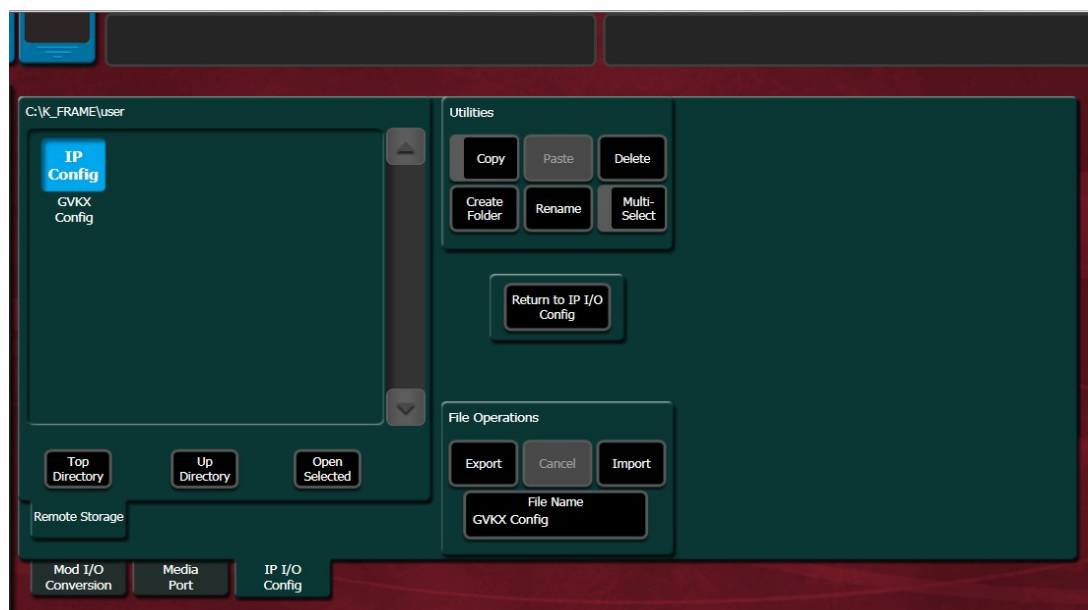 C:\K_FRAME\user
IP
Config
GVKX
Config
Top
Directory
Up
Directory
Open
Selected
Remote Storage
Utilities
Copy
Paste
Delete
Create
Folder
Rename
Multi-
Select
Return to IP I/O
Config
File Operations
Export
Cancel
Import
File Name
GVKX Config
Mod I/O
Conversion
Media
Port
IP I/O
Config